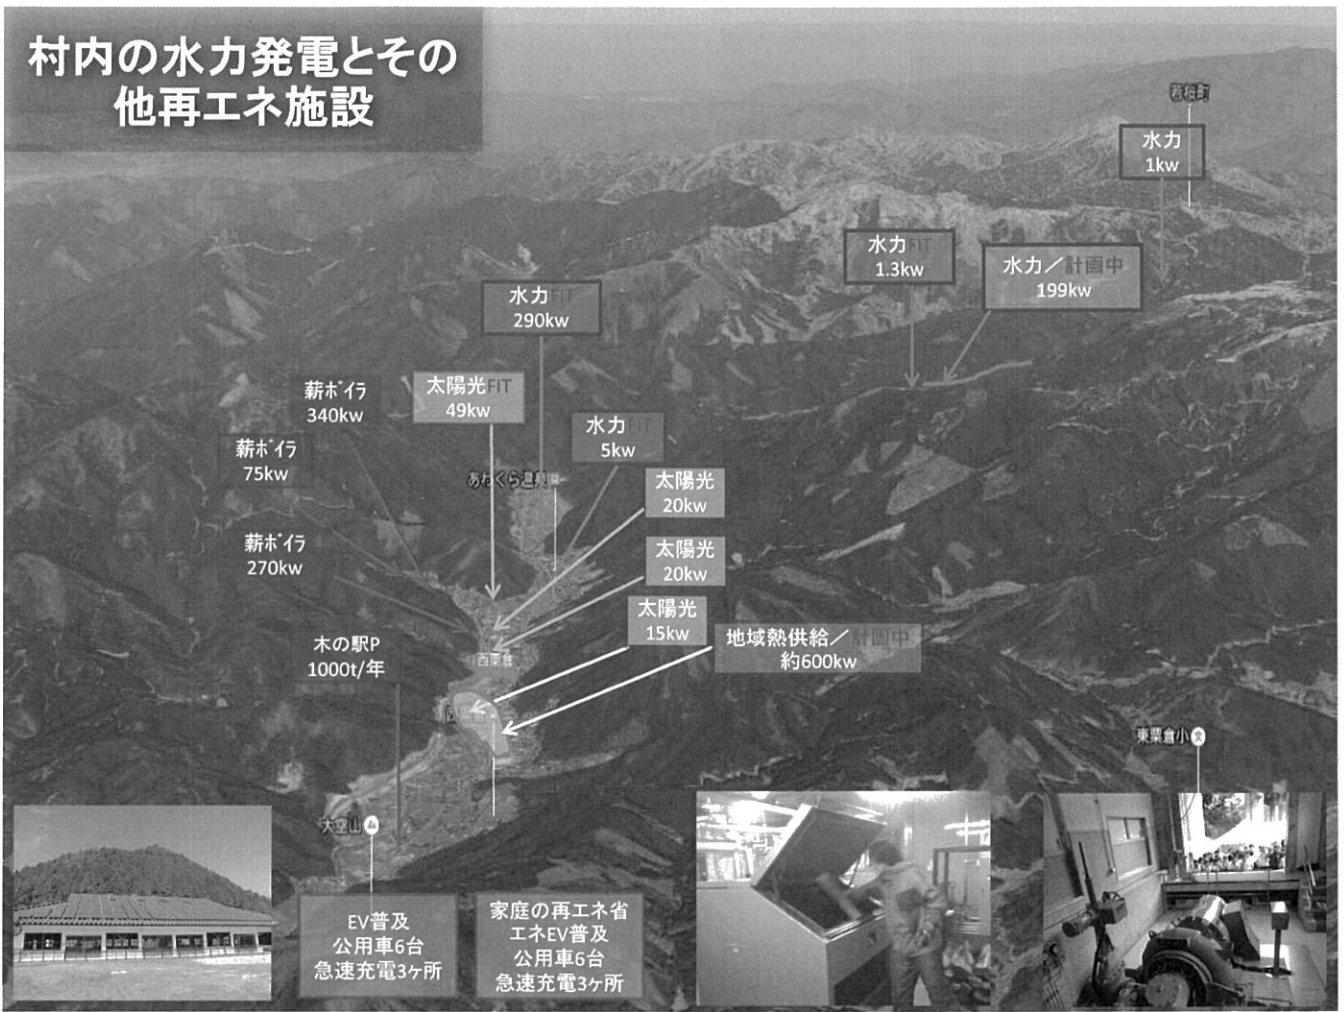 村内の水力発電とその
他再エネ施設
若桜町
水力
1kw
水力FIT
1.3kw
水力／計画中
199kw
水力FIT
290kw
薪ﾎﾞｲﾗ
340kw
太陽光FIT
49kw
水力FIT
5kw
薪ﾎﾞｲﾗ
75kw
太陽光
20kw
薪ﾎﾞｲﾗ
270kw
太陽光
20kw
太陽光
15kw
地域熱供給／計画中
約600kw
木の駅P
1000t/年
西粟倉
東粟倉小
文
大空山
EV普及
公用車6台
急速充電3ヶ所
家庭の再エネ省
エネEV普及
公用車6台
急速充電3ヶ所